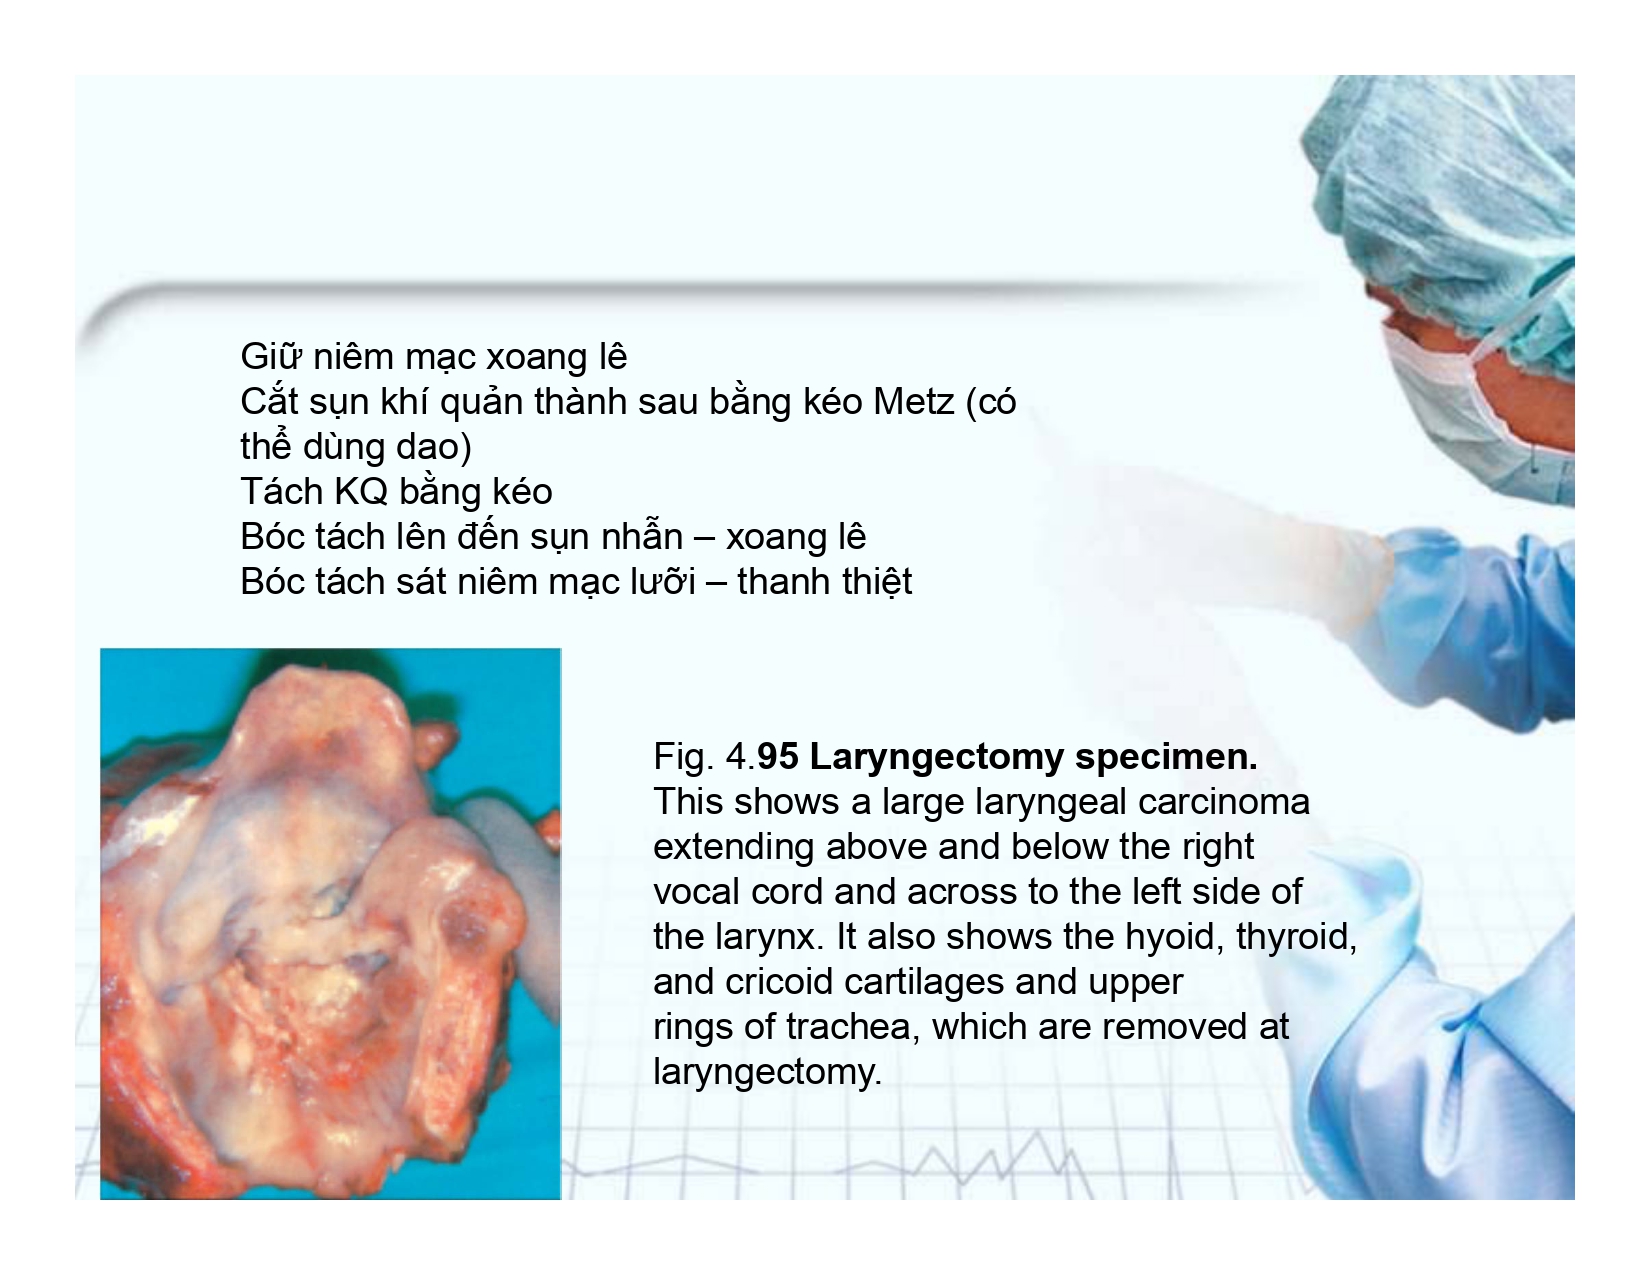 Giữ niêm mạc xoang lê
Cắt sụn khí quản thành sau bằng kéo Metz (có
thể dùng dao)
Tách KQ bằng kéo
Bóc tách lên đến sụn nhẫn – xoang lê
Bóc tách sát niêm mạc lưỡi – thanh thiệt
Fig. 4.95 Laryngectomy specimen.
This shows a large laryngeal carcinoma
extending above and below the right
vocal cord and across to the left side of
the larynx. It also shows the hyoid, thyroid,
and cricoid cartilages and upper
rings of trachea, which are removed at
laryngectomy.